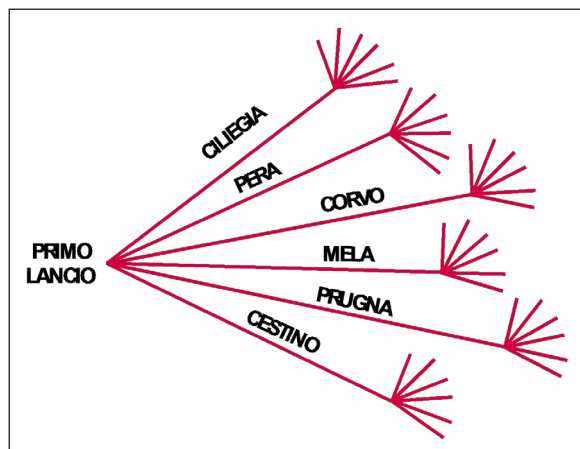 CILIEGIA
PERA
CORVO
PRIMO
LANCIO
MELA
PRUGNA
CESTINO